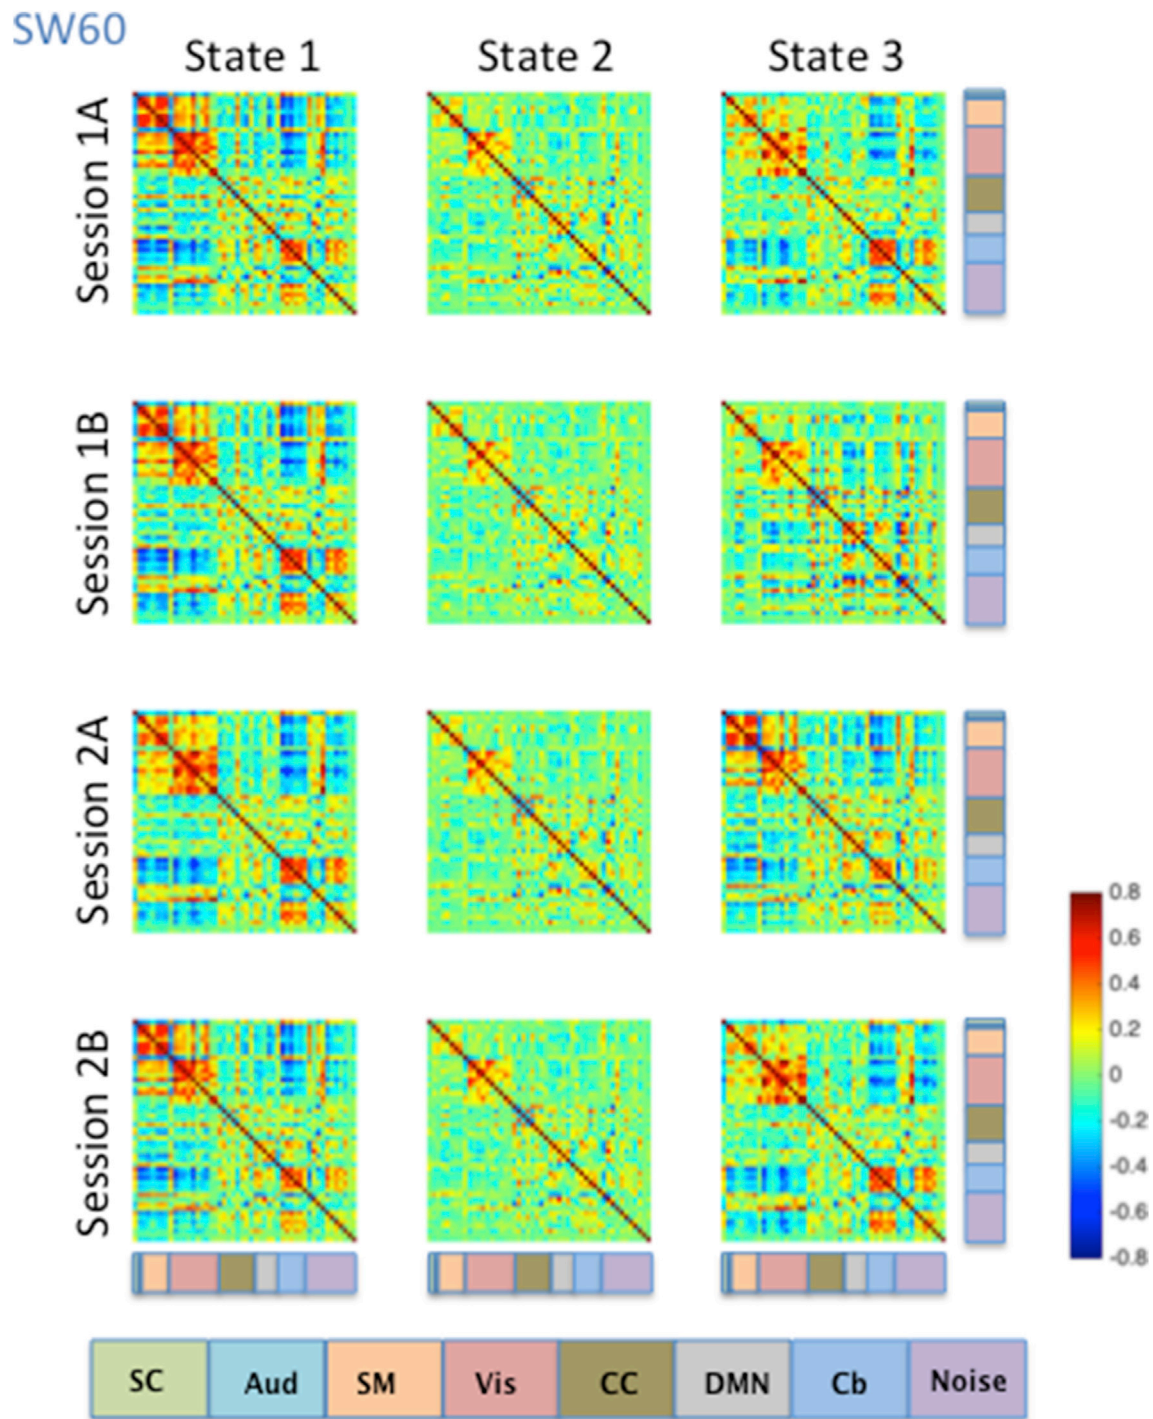 SW60
State 1 State 2 State 3
Session 1A
Session 1B
Session 2A
Session 2B
0.8
0.6
0.4
0.2
0
-0.2
-0.4
-0.6
-0.8
SC Aud SM Vis CC DMN Cb Noise